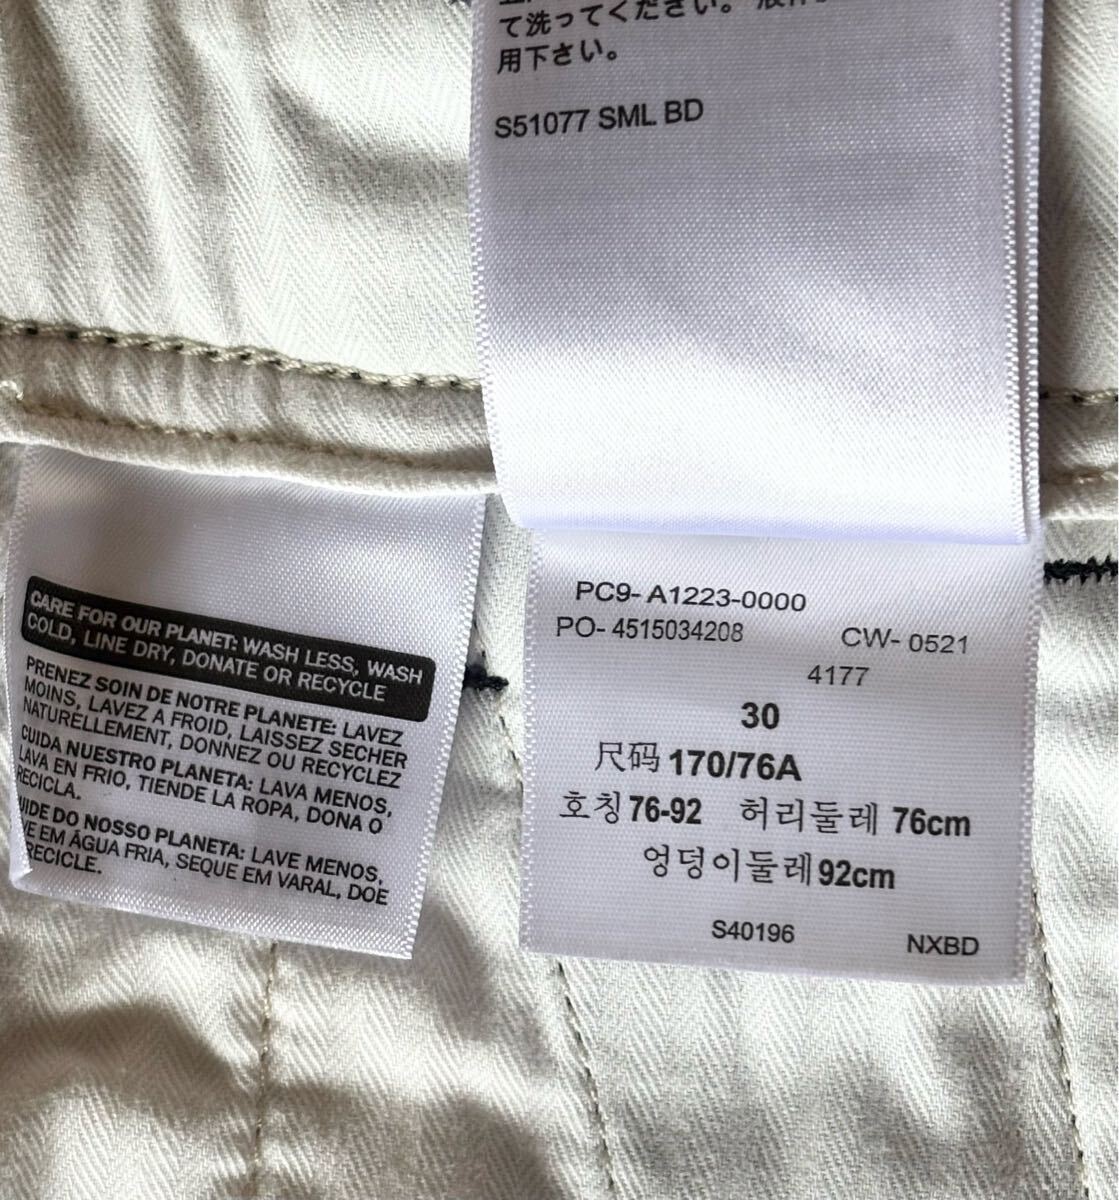 て洗ってください。
用下さい。
S51077 SML BD
CARE FOR OUR PLANET: WASH LESS, WASH
COLD, LINE DRY, DONATE OR RECYCLE
PRENEZ SOIN DE NOTRE PLANETE: LAVEZ
MOINS, LAVEZ A FROID, LAISSEZ SECHER
NATURELLEMENT, DONNEZ OU RECYCLEZ
CUIDA NUESTRO PLANETA: LAVA MENOS,
LAVA EN FRIO, TIENDE LA ROPA, DONA O
RECICLA.
UIDE DO NOSSO PLANETA: LAVE MENOS,
VE EM ÁGUA FRIA, SEQUE EM VARAL, DOE
RECICLE.
PC9- A1223-0000
PO- 4515034208 CW- 0521
4177
30
尺码 170/76A
호칭 76-92 허리둘레 76cm
엉덩이둘레 92cm
S40196 NXBD